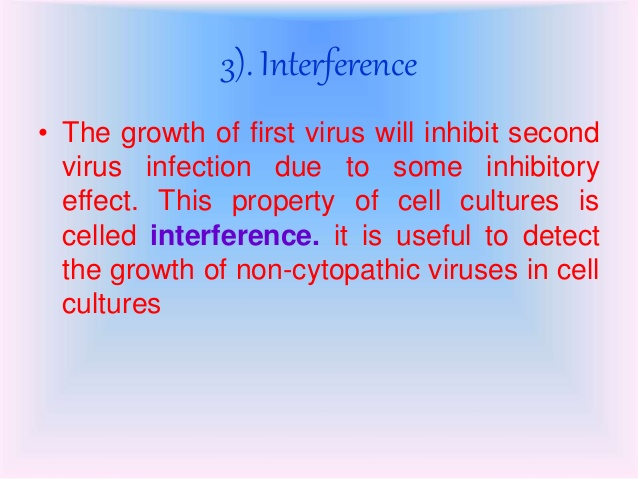 3). Interference
• The growth of first virus will inhibit second
virus infection due to some inhibitory
effect. This property of cell cultures is
celled interference. it is useful to detect
the growth of non-cytopathic viruses in cell
cultures